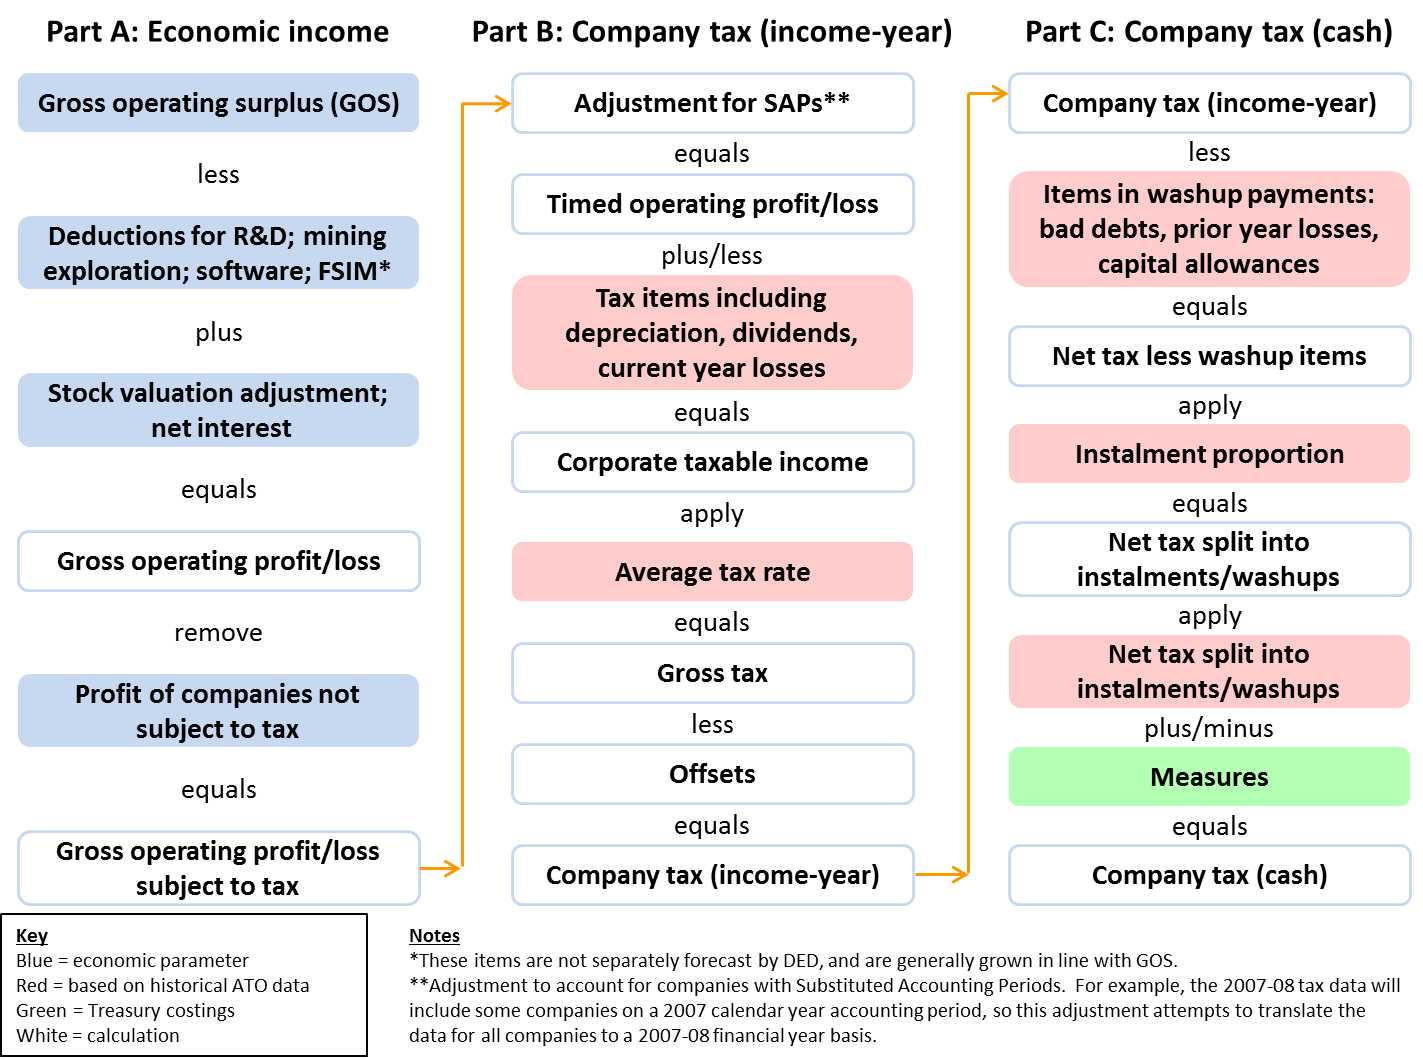 Part A: Economic income
Gross operating surplus (GOS)
less
Deductions for R&D; mining
exploration; software; FSIM*
plus
Stock valuation adjustment;
net interest
equals
Gross operating profit/loss
remove
Profit of companies not
subject to tax
equals
Gross operating profit/loss
subject to tax
Part B: Company tax (income-year)
Adjustment for SAPs**
equals
Timed operating profit/loss
plus/less
Tax items including
depreciation, dividends,
current year losses
equals
Corporate taxable income
apply
Average tax rate
equals
Gross tax
less
Offsets
equals
Company tax (income-year)
Part C: Company tax (cash)
Company tax (income-year)
less
Items in washup payments:
bad debts, prior year losses,
capital allowances
equals
Net tax less washup items
apply
Instalment proportion
equals
Net tax split into
instalments/washups
apply
Net tax split into
instalments/washups
plus/minus
Measures
equals
Company tax (cash)
Key
Blue = economic parameter
Red = based on historical ATO data
Green = Treasury costings
White = calculation
Notes
*These items are not separately forecast by DED, and are generally grown in line with GOS.
**Adjustment to account for companies with Substituted Accounting Periods.  For example, the 2007-08 tax data will
include some companies on a 2007 calendar year accounting period, so this adjustment attempts to translate the
data for all companies to a 2007-08 financial year basis.